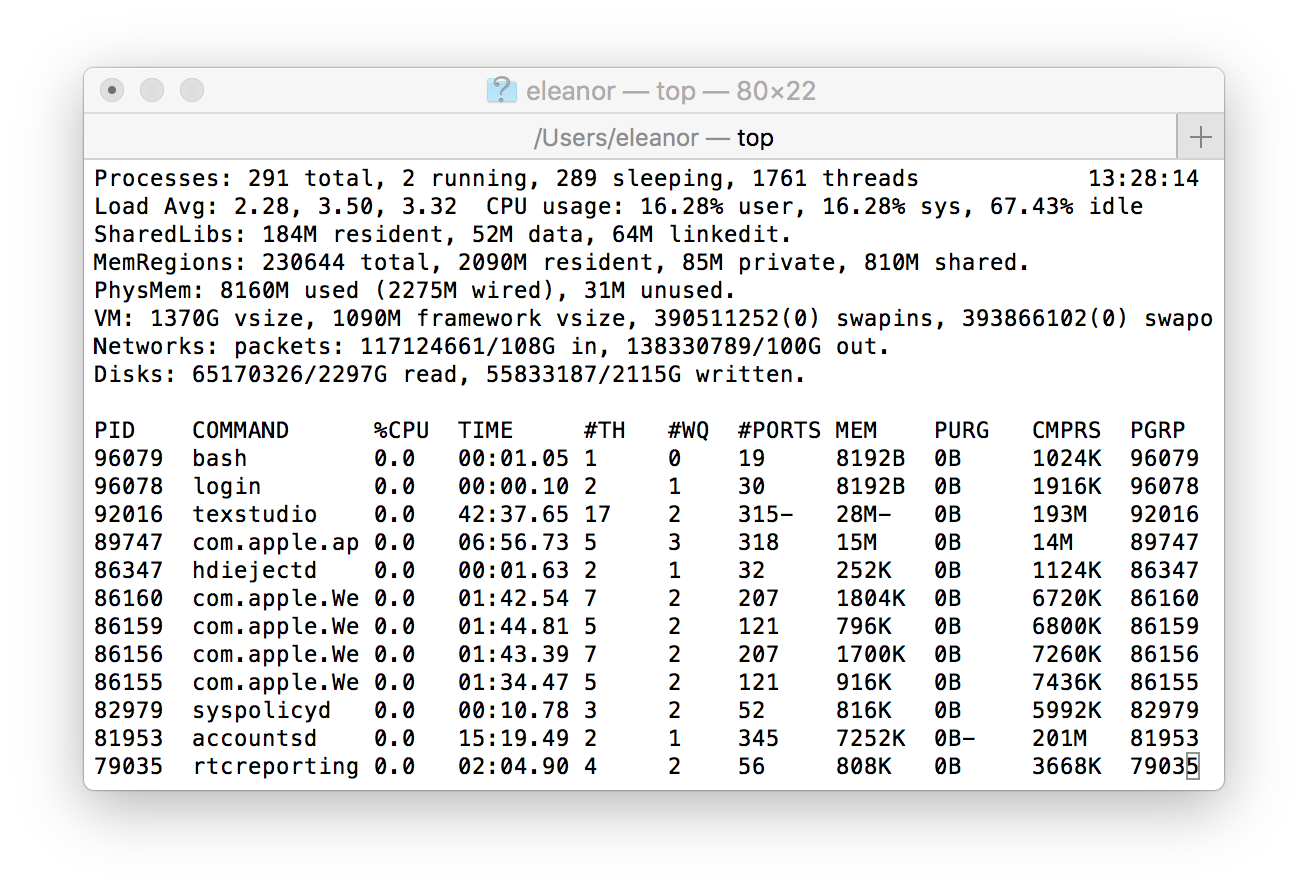 eleanor — top — 80×22
/Users/eleanor — top
Processes: 291 total, 2 running, 289 sleeping, 1761 threads 13:28:14
Load Avg: 2.28, 3.50, 3.32 CPU usage: 16.28% user, 16.28% sys, 67.43% idle
SharedLibs: 184M resident, 52M data, 64M linkedit.
MemRegions: 230644 total, 2090M resident, 85M private, 810M shared.
PhysMem: 8160M used (2275M wired), 31M unused.
VM: 1370G vsize, 1090M framework vsize, 390511252(0) swapins, 393866102(0) swapo
Networks: packets: 117124661/108G in, 138330789/100G out.
Disks: 65170326/2297G read, 55833187/2115G written.
PID COMMAND %CPU TIME #TH #WQ #PORTS MEM PURG CMPRS PGRP
96079 bash 0.0 00:01.05 1 0 19 8192B 0B 1024K 96079
96078 login 0.0 00:00.10 2 1 30 8192B 0B 1916K 96078
92016 texstudio 0.0 42:37.65 17 2 315- 28M- 0B 193M 92016
89747 com.apple.ap 0.0 06:56.73 5 3 318 15M 0B 14M 89747
86347 hdiejectd 0.0 00:01.63 2 1 32 252K 0B 1124K 86347
86160 com.apple.We 0.0 01:42.54 7 2 207 1804K 0B 6720K 86160
86159 com.apple.We 0.0 01:44.81 5 2 121 796K 0B 6800K 86159
86156 com.apple.We 0.0 01:43.39 7 2 207 1700K 0B 7260K 86156
86155 com.apple.We 0.0 01:34.47 5 2 121 916K 0B 7436K 86155
82979 syspolicyd 0.0 00:10.78 3 2 52 816K 0B 5992K 82979
81953 accountsd 0.0 15:19.49 2 1 345 7252K 0B- 201M 81953
79035 rtcreporting 0.0 02:04.90 4 2 56 808K 0B 3668K 79035